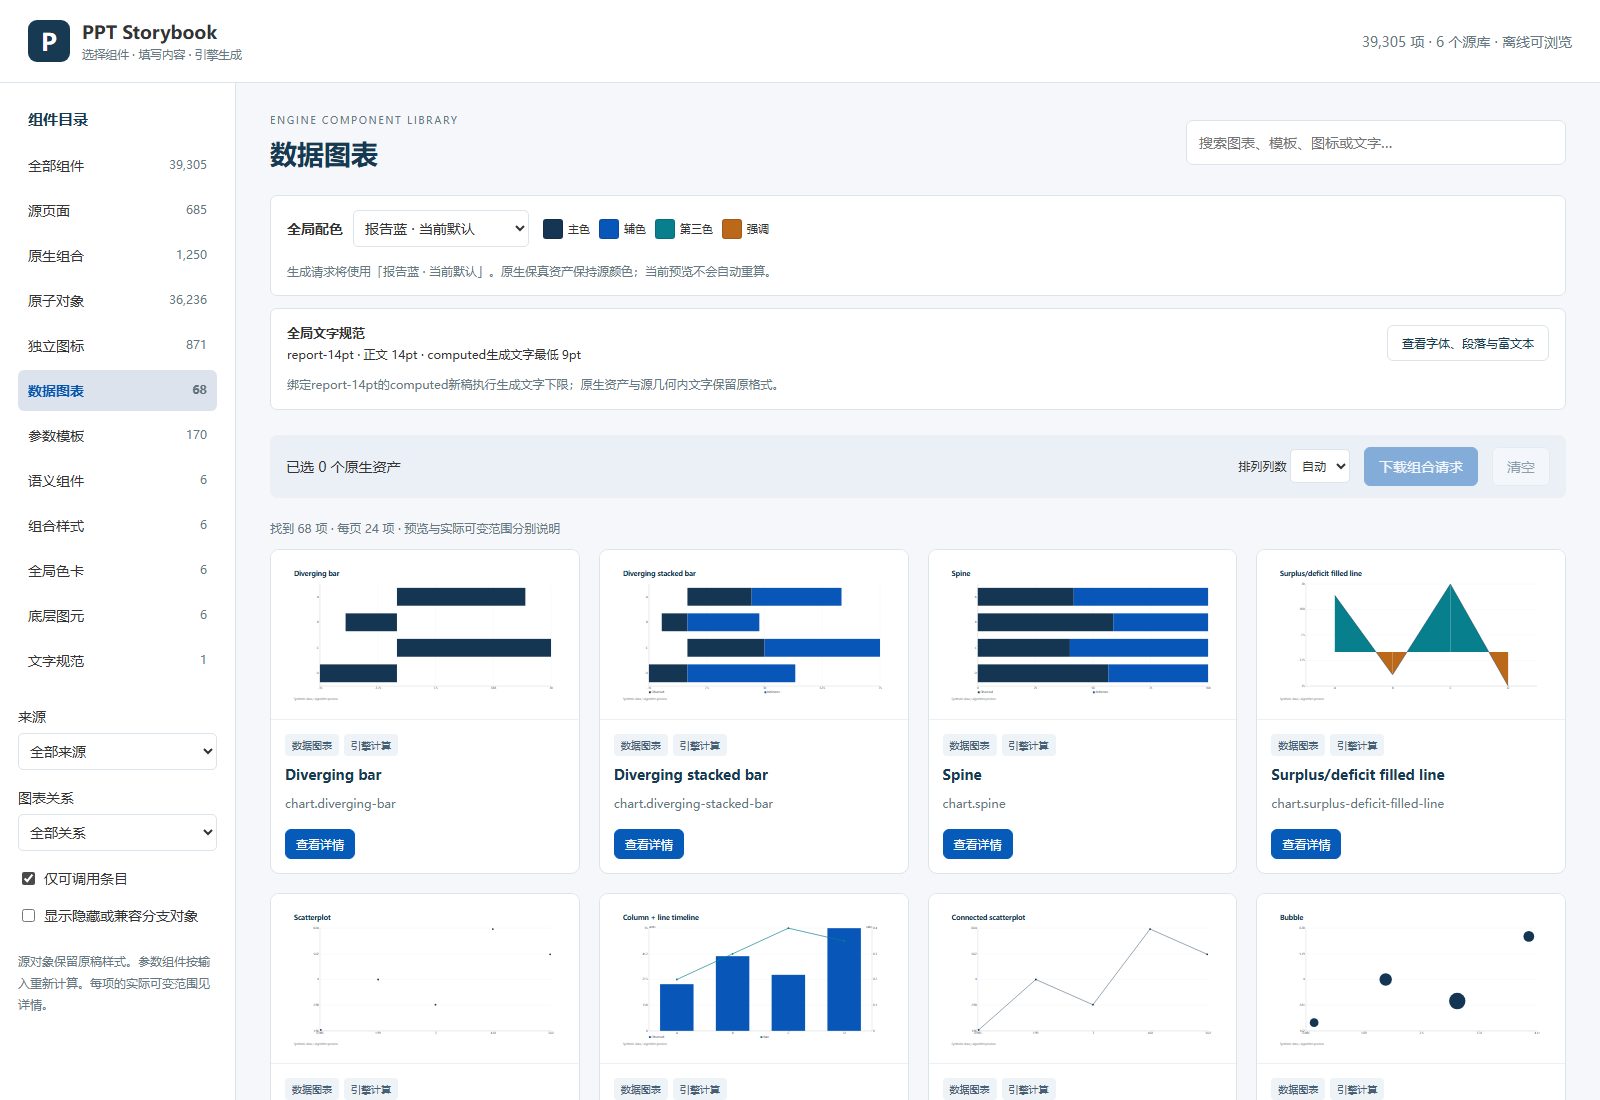 P
PPT Storybook
选择组件 · 填写内容 · 引擎生成
39,305 项 · 6 个源库 · 离线可浏览
组件目录
全部组件 39,305
源页面 685
原生组合 1,250
原子对象 36,236
独立图标 871
数据图表 68
参数模板 170
语义组件 6
组合样式 6
全局色卡 6
底层图元 6
文字规范 1
来源
全部来源
图表关系
全部关系
仅可调用条目
显示隐藏或兼容分支对象
源对象保留原稿样式。参数组件按输
入重新计算。每项的实际可变范围见
详情。
ENGINE COMPONENT LIBRARY
数据图表
搜索图表、模板、图标或文字...
全局配色 报告蓝 · 当前默认 主色 辅色 第三色 强调
生成请求将使用「报告蓝 · 当前默认」。原生保真资产保持源颜色；当前预览不会自动重算。
全局文字规范
report-14pt · 正文 14pt · computed生成文字最低 9pt
绑定report-14pt的computed新稿执行生成文字下限；原生资产与源几何内文字保留原格式。
查看字体、段落与富文本
已选 0 个原生资产
排列列数 自动 下载组合请求 清空
找到 68 项 · 每页 24 项 · 预览与实际可变范围分别说明
Diverging bar
数据图表 引擎计算
Diverging bar
chart.diverging-bar
查看详情
Diverging stacked bar
数据图表 引擎计算
Diverging stacked bar
chart.diverging-stacked-bar
查看详情
Spine
数据图表 引擎计算
Spine
chart.spine
查看详情
Surplus/deficit filled line
数据图表 引擎计算
Surplus/deficit filled line
chart.surplus-deficit-filled-line
查看详情
Scatterplot
数据图表 引擎计算
Column + line timeline
数据图表 引擎计算
Connected scatterplot
数据图表 引擎计算
Bubble
数据图表 引擎计算